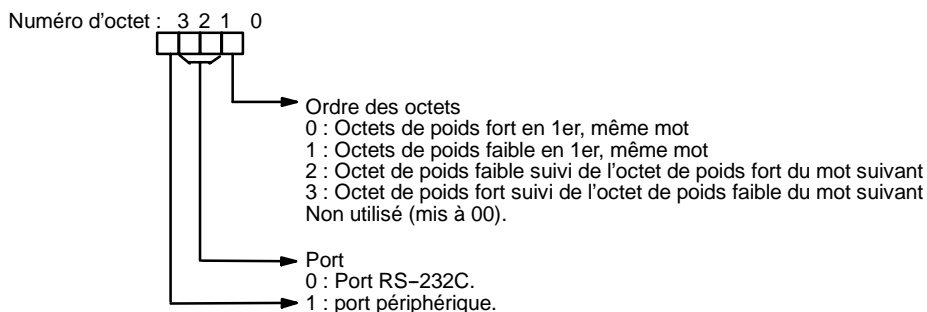 Numéro d'octet : 3 2 1 0
Ordre des octets
0 : Octets de poids fort en 1er, même mot
1 : Octets de poids faible en 1er, même mot
2 : Octet de poids faible suivi de l'octet de poids fort du mot suivant
3 : Octet de poids fort suivi de l'octet de poids faible du mot suivant
Non utilisé (mis à 00).
Port
0 : Port RS-232C.
1 : port périphérique.